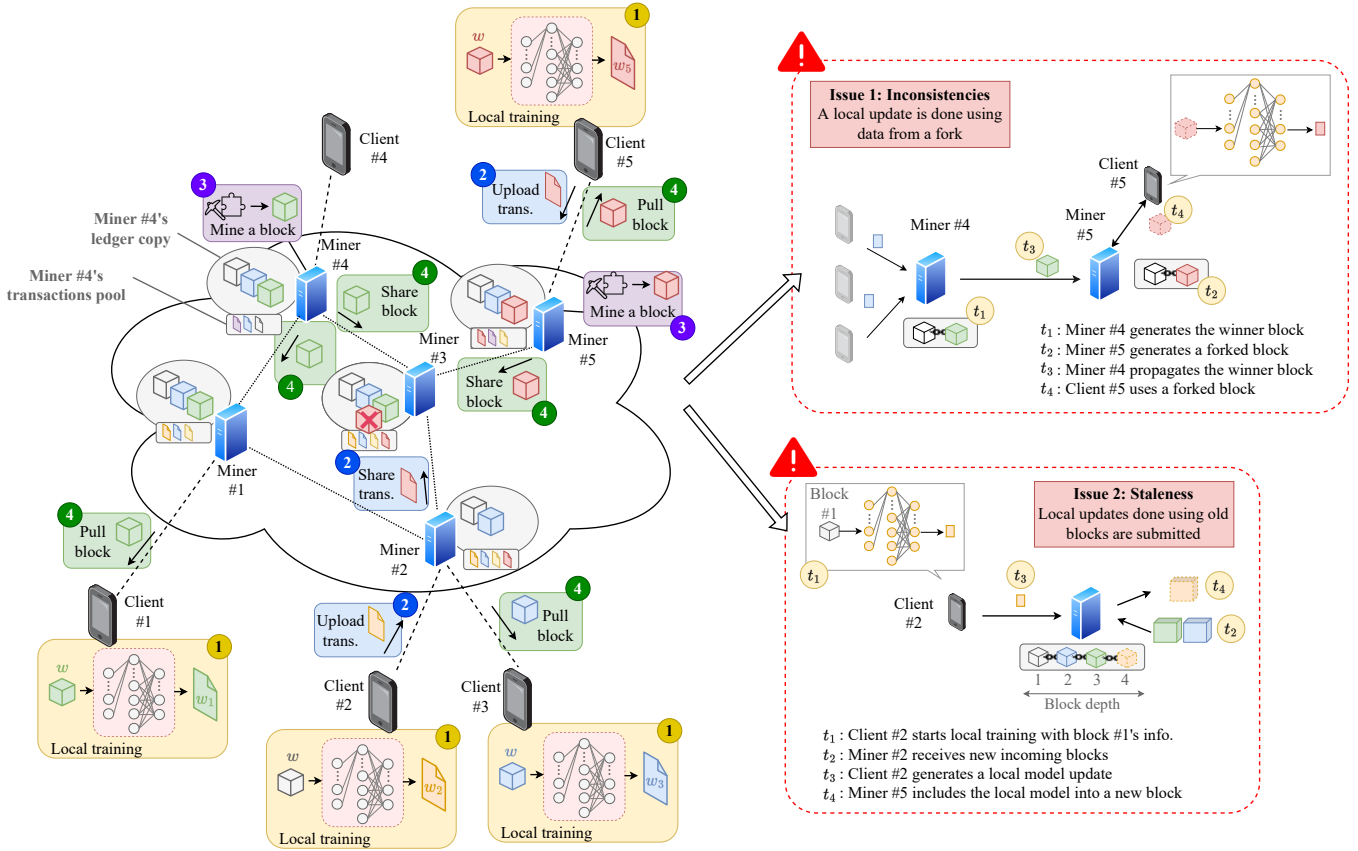 1
w
w5
Local training
Client
#4
Client
#5
2
Upload
trans.
4
Pull
block
3
Mine a block
Miner #4's
ledger copy
Miner #4's
transactions pool
Miner
#4
4
Share
block
4
Mine a block
3
Miner
#5
Miner
#3
Share
block
4
Miner
#1
2
Share
trans.
Miner
#2
4
Pull
block
Client
#1
1
w
w1
Local training
2
Upload
trans.
4
Pull
block
Client
#2
Client
#3
1
w
w2
Local training
1
w
w3
Local training
Issue 1: Inconsistencies
A local update is done using
data from a fork
Client
#5
t4
Miner #4
Miner
#5
t3
t1
t2
t1 : Miner #4 generates the winner block
t2 : Miner #5 generates a forked block
t3 : Miner #4 propagates the winner block
t4 : Client #5 uses a forked block
Block
#1
t1
Issue 2: Staleness
Local updates done using old
blocks are submitted
Client
#2
t3
t4
t2
1 2 3 4
Block depth
t1 : Client #2 starts local training with block #1's info.
t2 : Miner #2 receives new incoming blocks
t3 : Client #2 generates a local model update
t4 : Miner #5 includes the local model into a new block